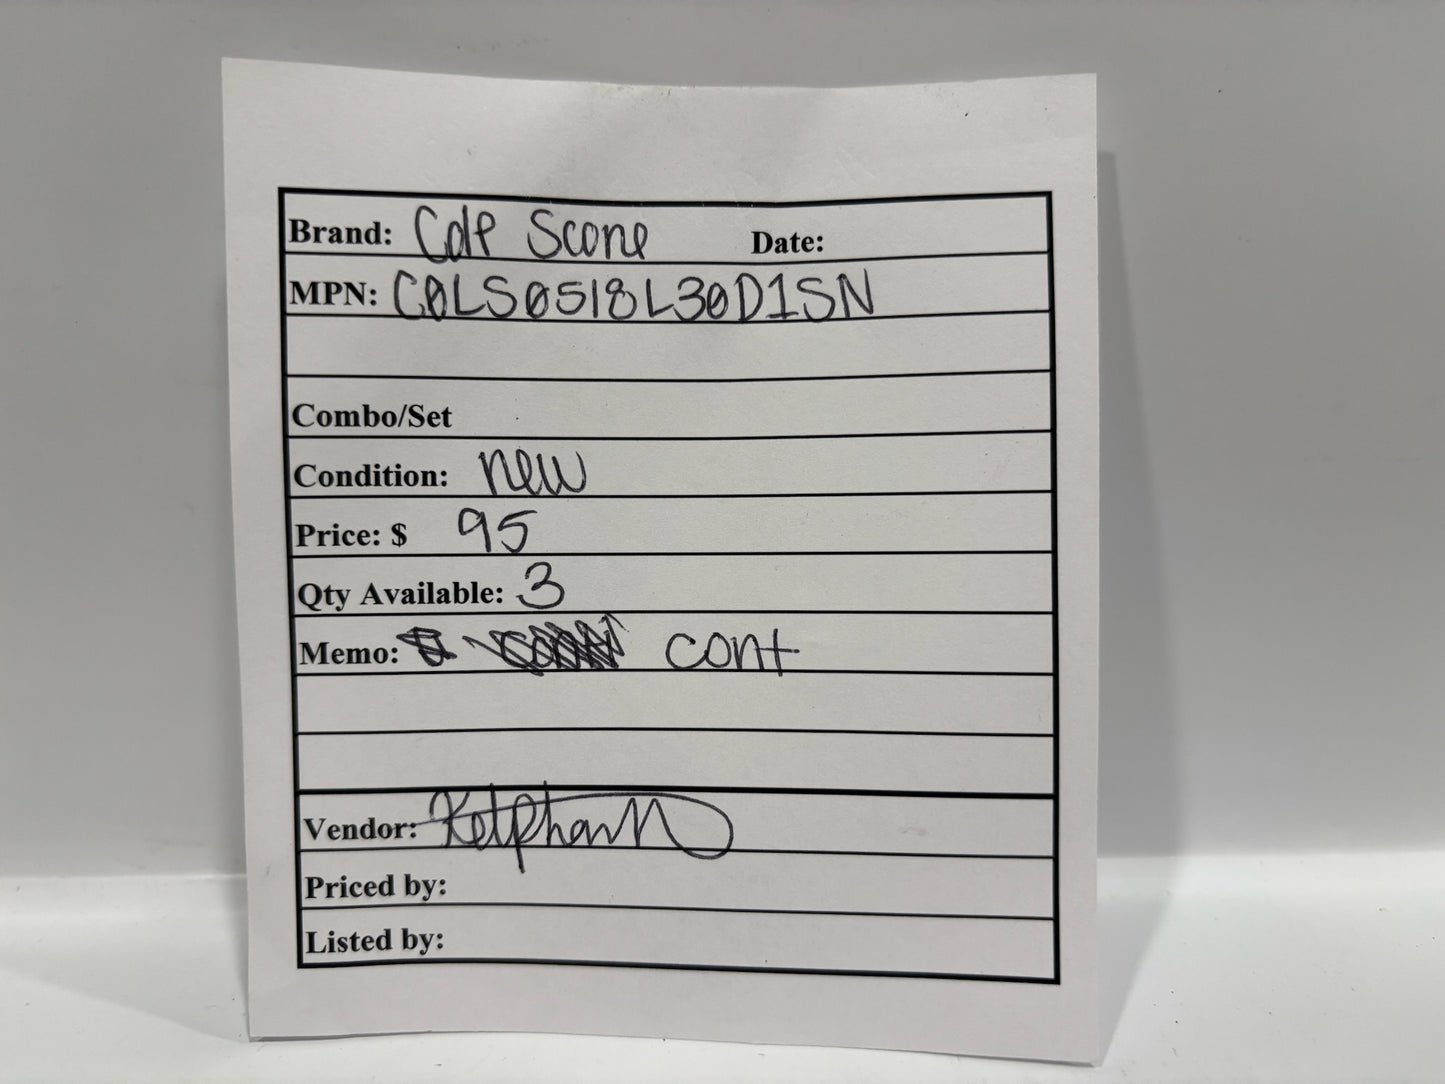 Brand: Cole Scone Date:
MPN: C0LS0518L30D1SN
Combo/Set
Condition: new
Price: $ 95
Qty Available: 3
Memo: cont
Vendor:
Priced by:
Listed by: